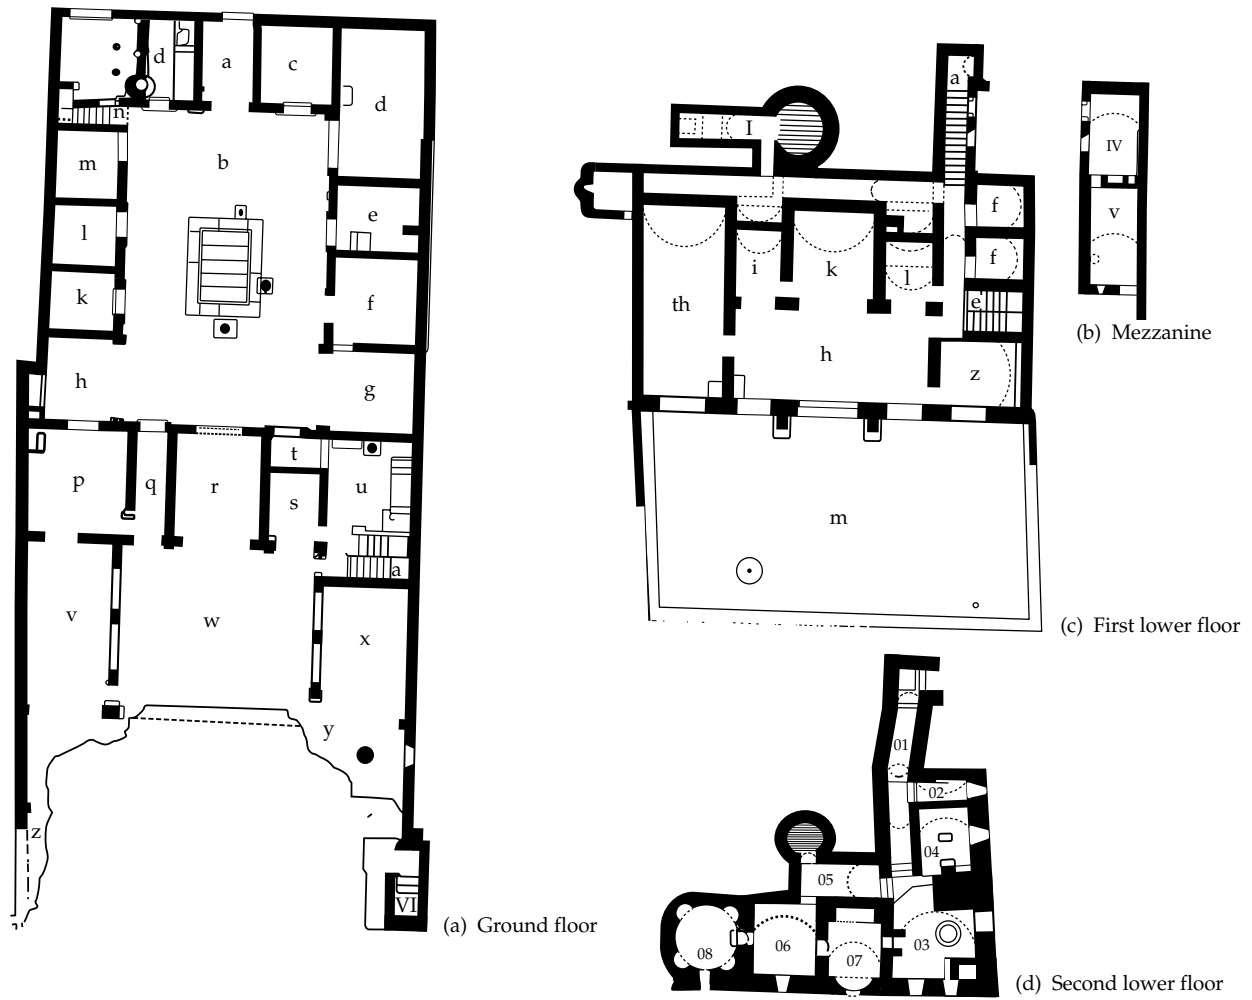 a
c
d
d
n
b
m
e
l
k
f
h
g
t
p
q
r
s
u
a
v
w
x
y
z
VI
(a) Ground floor
a
I
f
i
k
l
f
th
e
h
z
m
(c) First lower floor
IV
v
(b) Mezzanine
01
02
04
05
03
06
07
08
(d) Second lower floor